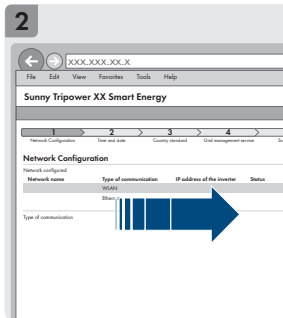 2
XXX.XXX.XX.X
File Edit View Favorites Tools Help
Sunny Tripower XX Smart Energy
1 2 3 4
Network Configuration Time and date Country standard Grid management service
Network Configuration
Network configured
Network name Type of communication IP address of the inverter Status
WLAN
Type of communication